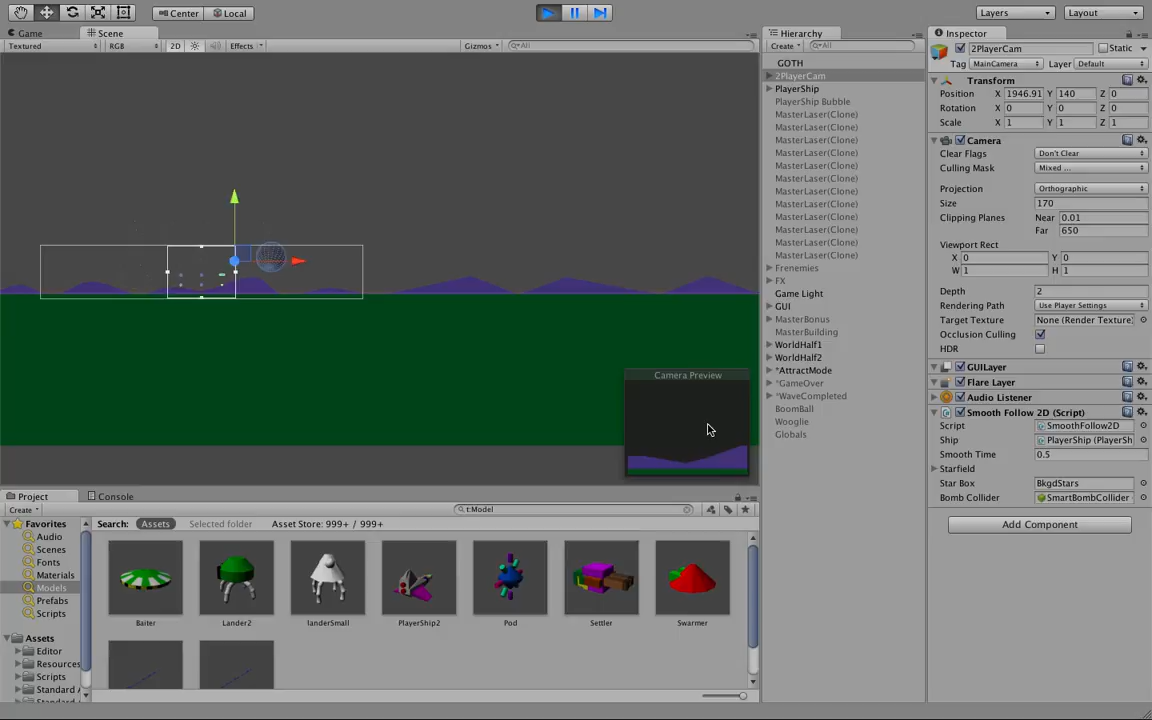 Center Local Layers Layout
Game Scene
Textured RGB 2D Effects Gizmos All
Camera Preview
Hierarchy
Create All
GOTH
2PlayerCam
PlayerShip
PlayerShip Bubble
MasterLaser(Clone)
MasterLaser(Clone)
MasterLaser(Clone)
MasterLaser(Clone)
MasterLaser(Clone)
MasterLaser(Clone)
MasterLaser(Clone)
MasterLaser(Clone)
MasterLaser(Clone)
MasterLaser(Clone)
MasterLaser(Clone)
MasterLaser(Clone)
Frenemies
FX
Game Light
GUI
MasterBonus
MasterBuilding
WorldHalf1
WorldHalf2
*AttractMode
*GameOver
*WaveCompleted
BoomBall
Wooglie
Globals
Inspector
2PlayerCam Static
Tag MainCamera Layer Default
Transform
Position X 1946.91 Y 140 Z 0
Rotation X 0 Y 0 Z 0
Scale X 1 Y 1 Z 1
Camera
Clear Flags Don't Clear
Culling Mask Mixed ...
Projection Orthographic
Size 170
Clipping Planes Near 0.01
Far 650
Viewport Rect
X 0 Y 0
W 1 H 1
Depth 2
Rendering Path Use Player Settings
Target Texture None (Render Texture)
Occlusion Culling
HDR
GUILayer
Flare Layer
Audio Listener
Smooth Follow 2D (Script)
Script SmoothFollow2D
Ship PlayerShip (PlayerSh
Smooth Time 0.5
Starfield
Star Box BkgdStars
Bomb Collider SmartBombCollider
Add Component
Project Console
Create t:Model
Favorites
Audio
Scenes
Fonts
Materials
Models
Prefabs
Scripts
Assets
Editor
Resources
Scripts
Standard A
Search: Assets Selected folder Asset Store: 999+ / 999+
Baiter Lander2 landerSmall PlayerShip2 Pod Settler Swarmer